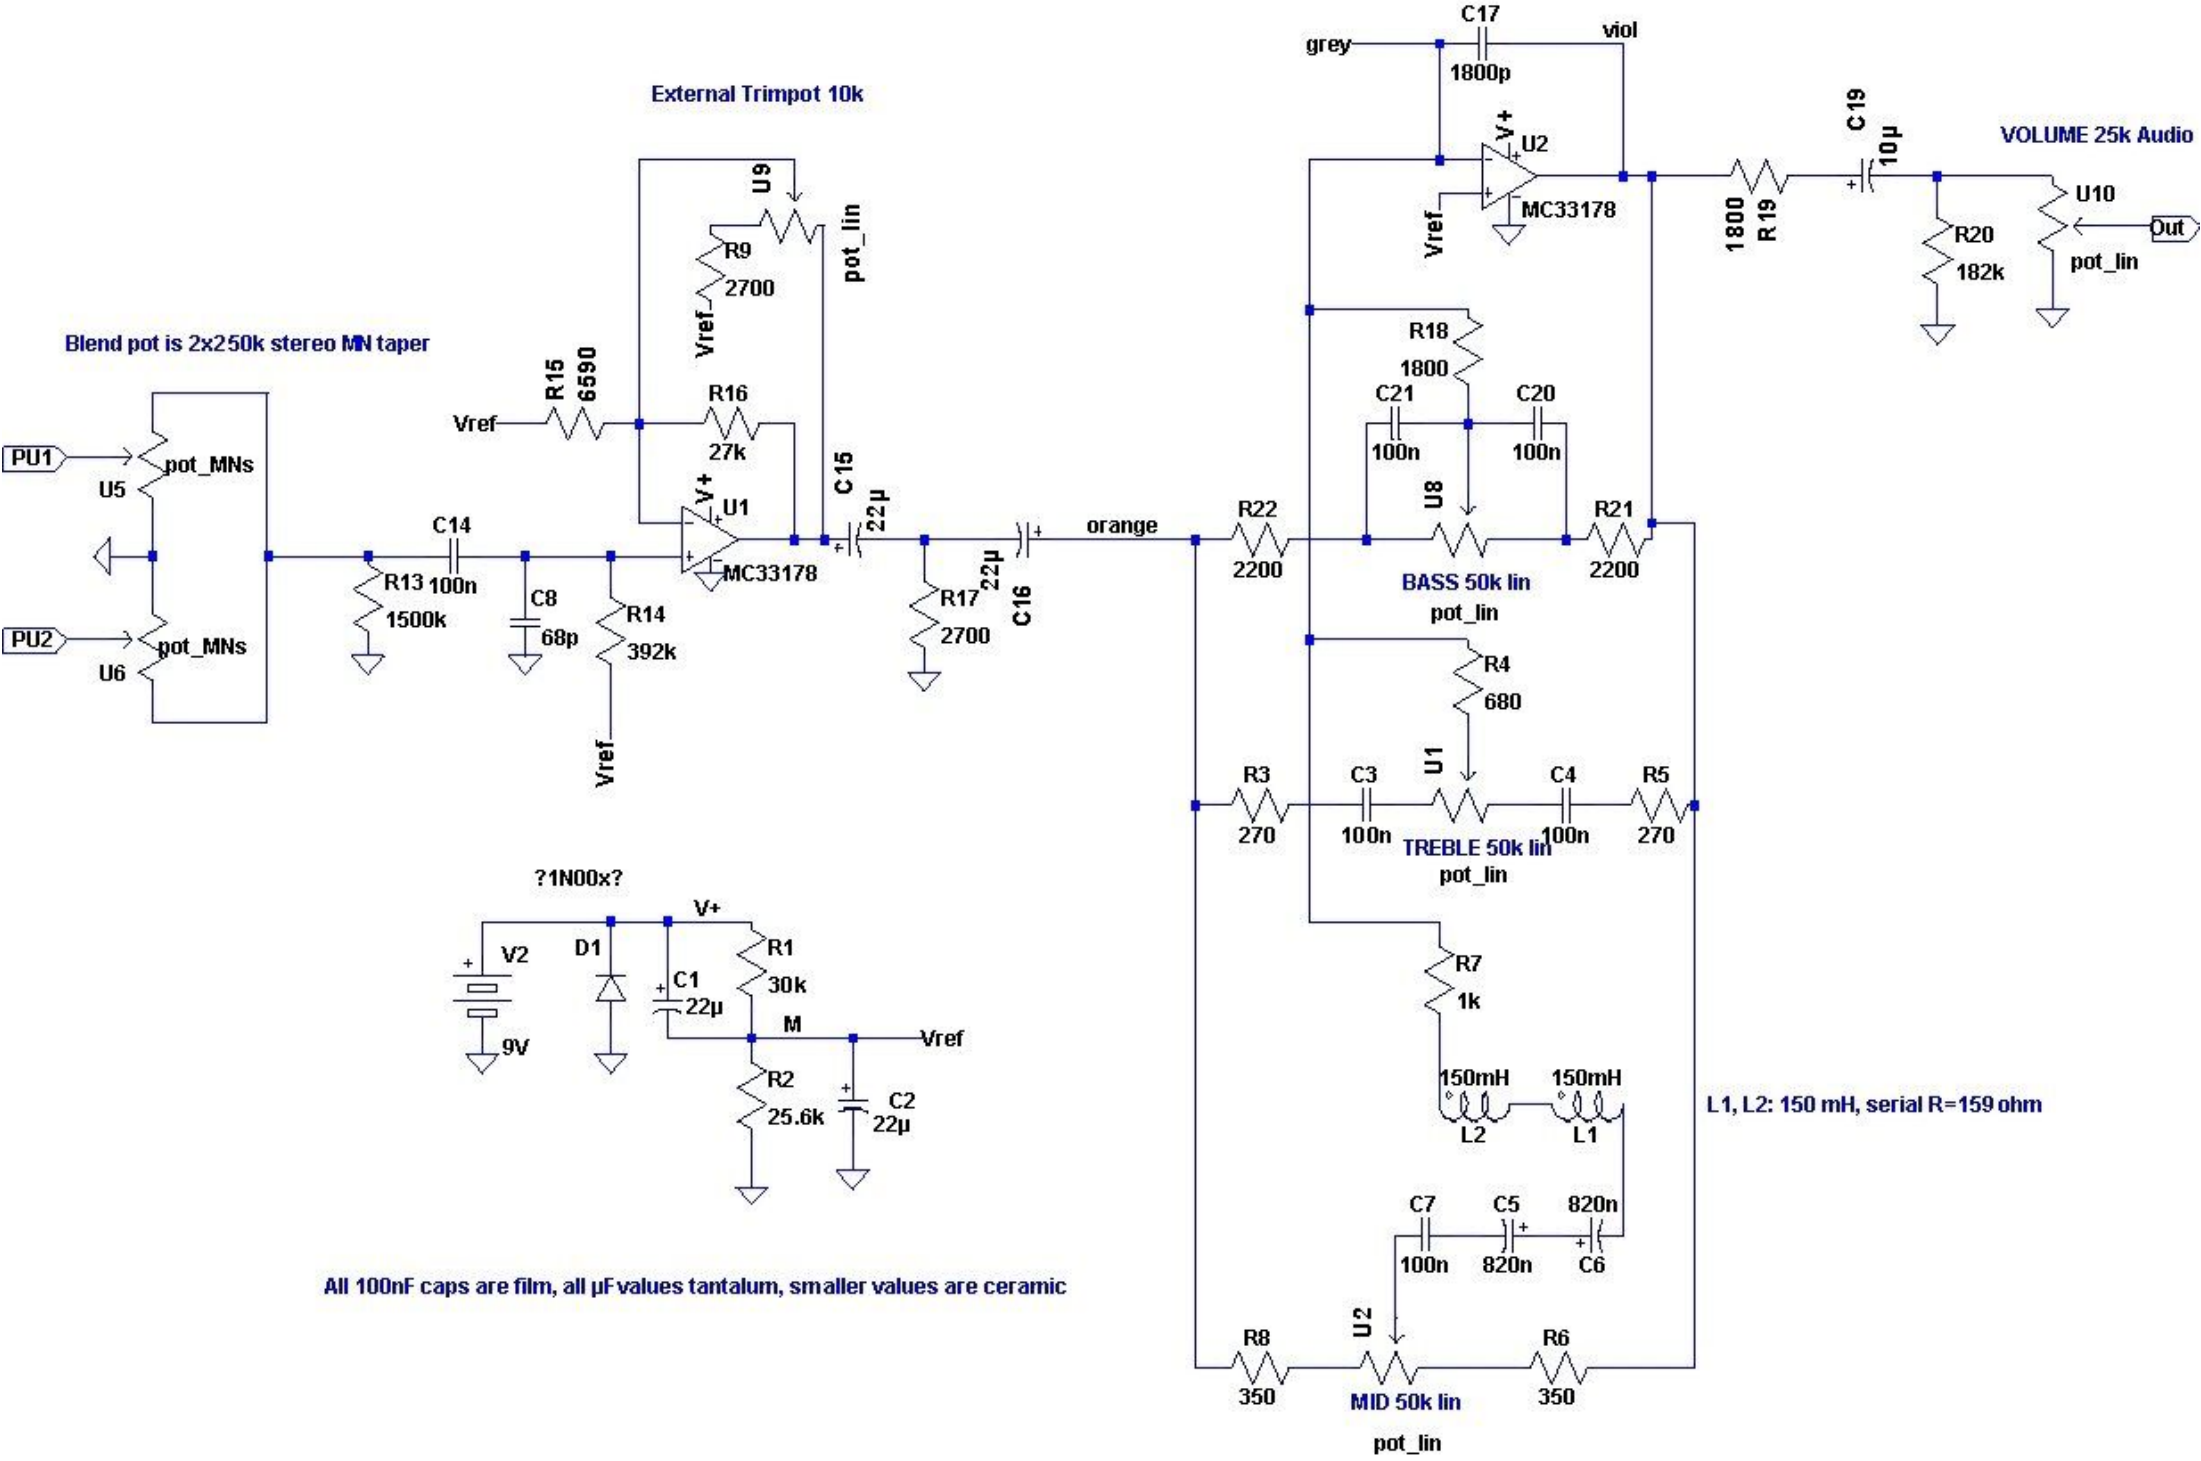 C17
grey
viol
1800p
External Trimpot 10k
V+
U2
MC33178
Vref
C19
10µ
VOLUME 25k Audio
U10
Out
pot_lin
1800
R19
R20
182k
U9
pot_lin
R9
2700
Vref
Blend pot is 2x250k stereo MN taper
R15
6590
R16
27k
Vref
PU1
pot_MNs
U5
PU2
pot_MNs
U6
C14
100n
R13
1500k
C8
68p
R14
392k
Vref
V+
U1
MC33178
C15
22µ
R17
2700
22µ
C16
orange
R18
1800
C21
100n
C20
100n
U8
R22
2200
R21
2200
BASS 50k lin
pot_lin
R4
680
U1
R3
270
C3
100n
C4
100n
R5
270
TREBLE 50k lin
pot_lin
?1N00x?
V+
V2
9V
D1
C1
22µ
R1
30k
M
Vref
R2
25.6k
C2
22µ
R7
1k
150mH
150mH
L2
L1
L1, L2: 150 mH, serial R=159 ohm
C7
100n
C5
820n
820n
C6
All 100nF caps are film, all µF values tantalum, smaller values are ceramic
U2
R8
350
R6
350
MID 50k lin
pot_lin